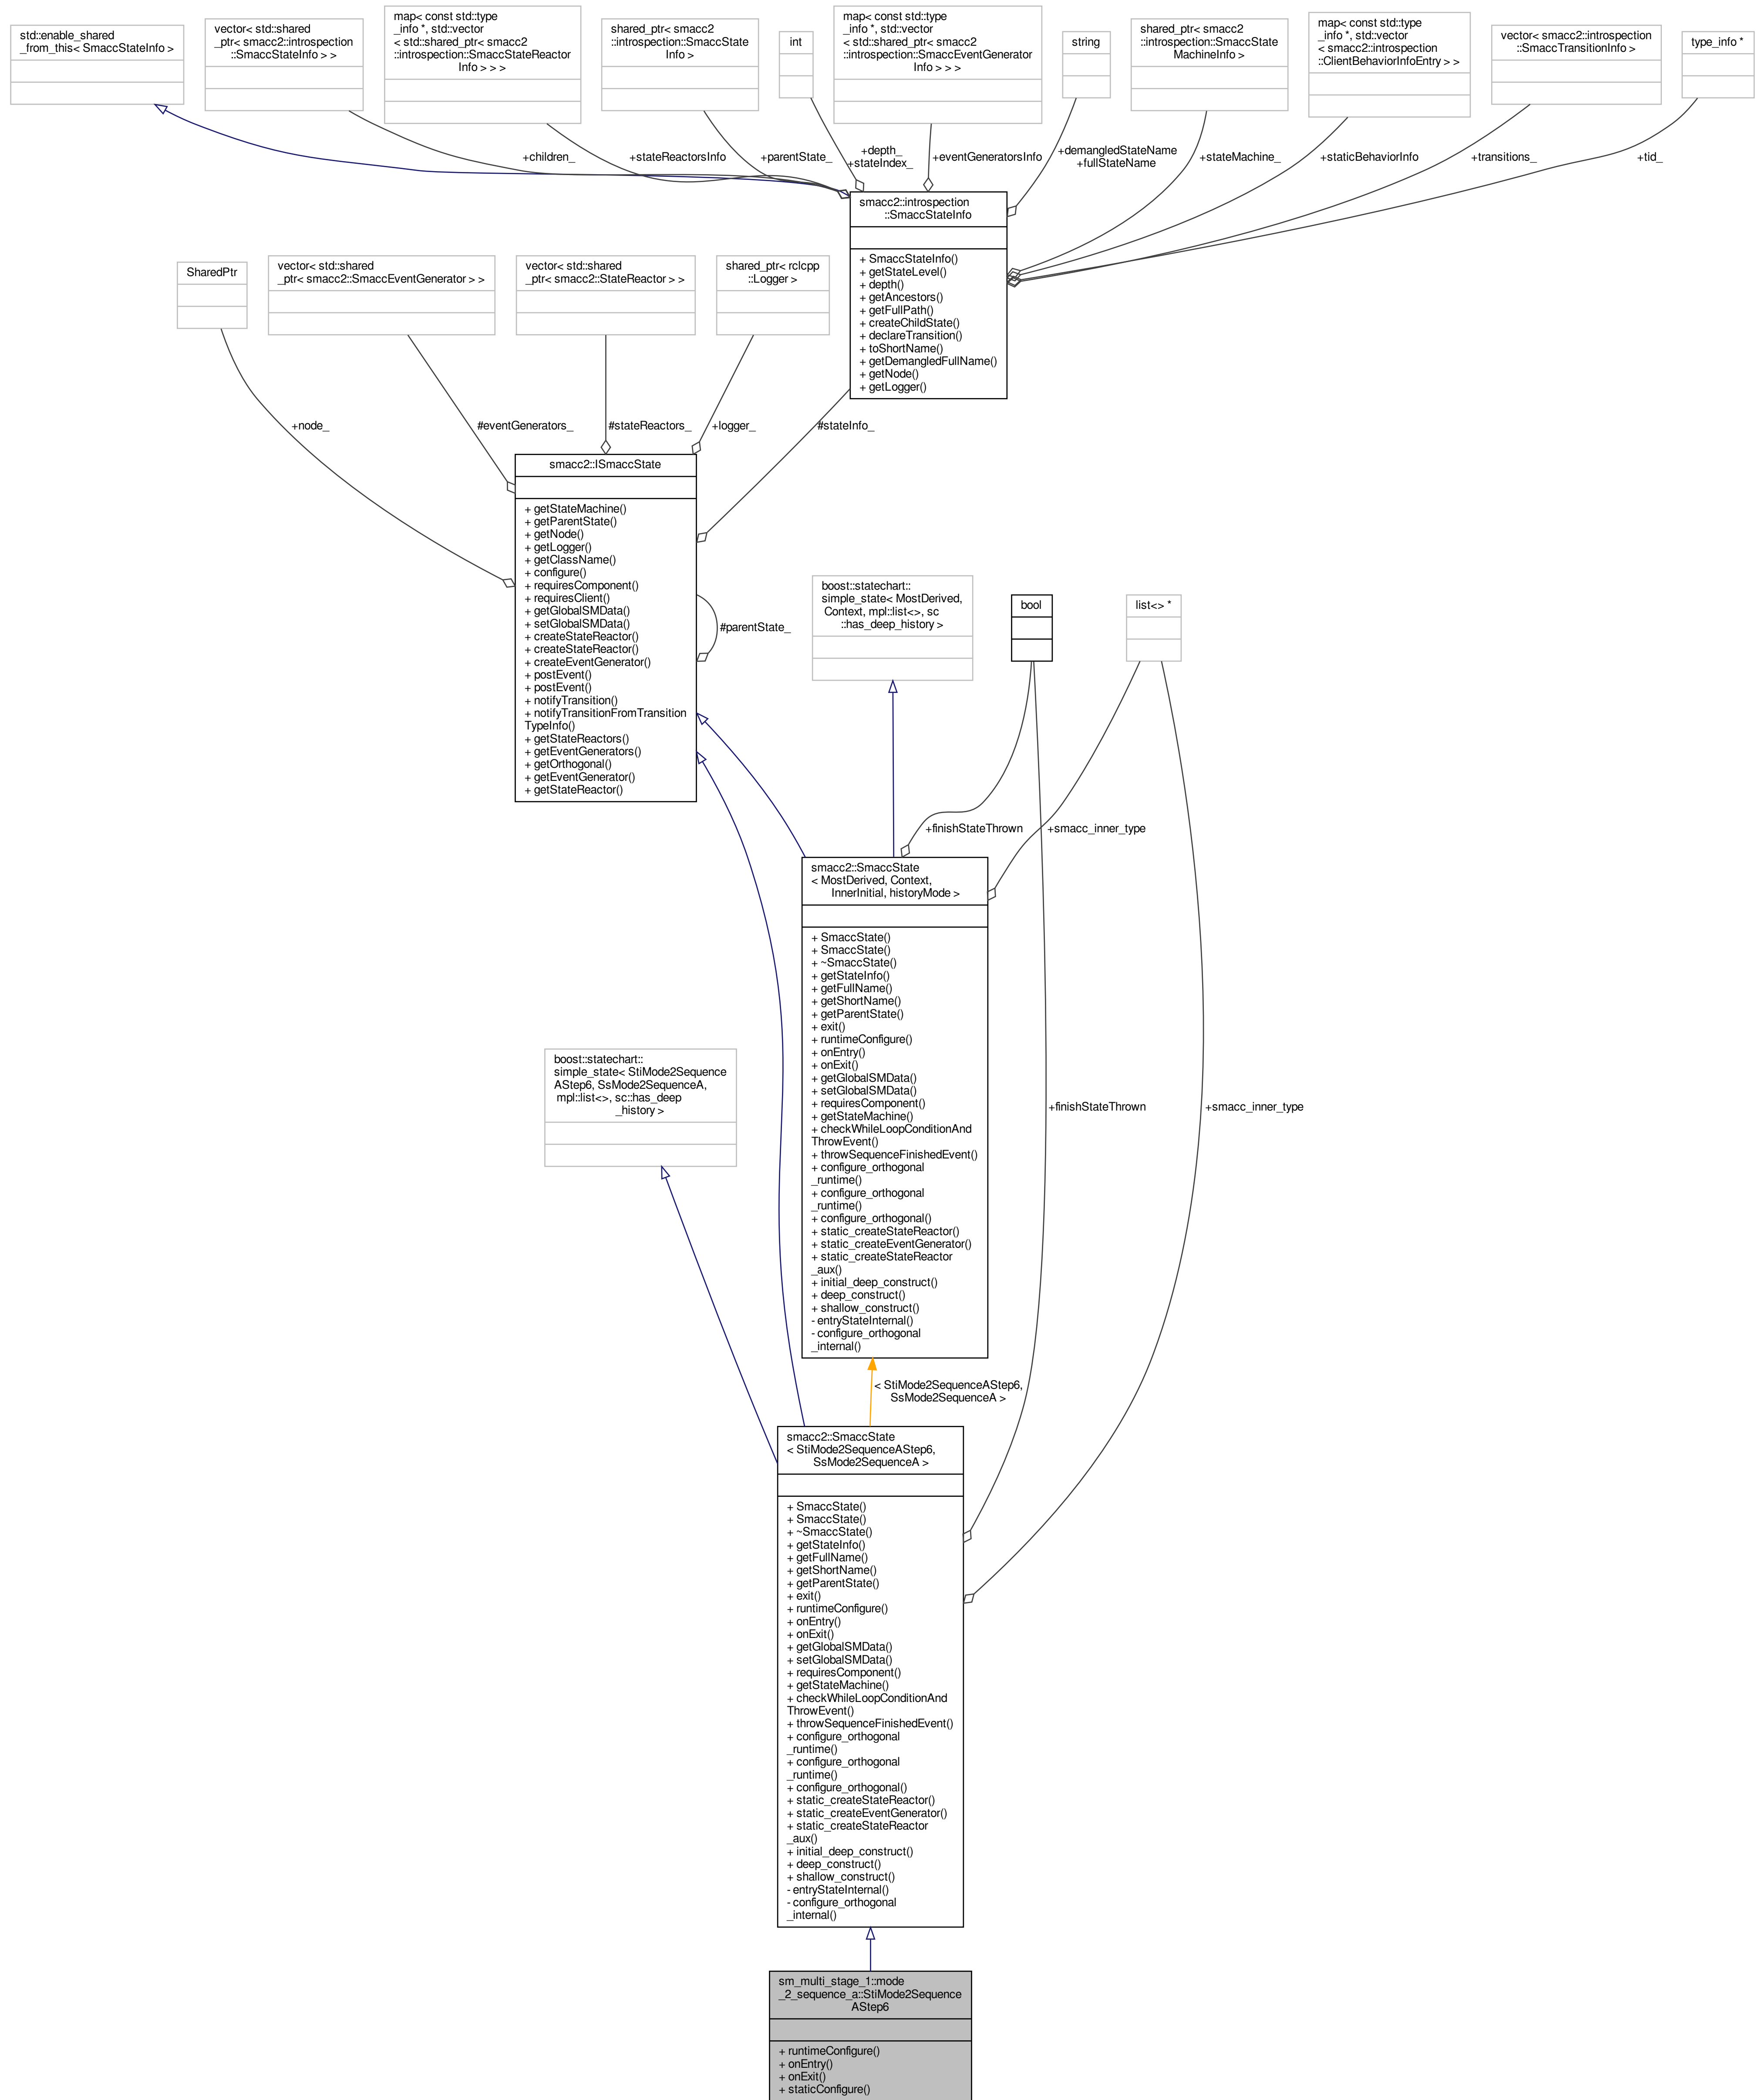 std::enable_shared
_from_this< SmaccStateInfo >
vector< std::shared
_ptr< smacc2::introspection
::SmaccStateInfo > >
map< const std::type
_info *, std::vector
< std::shared_ptr< smacc2
::introspection::SmaccStateReactor
Info > > >
shared_ptr< smacc2
::introspection::SmaccState
Info >
int
map< const std::type
_info *, std::vector
< std::shared_ptr< smacc2
::introspection::SmaccEventGenerator
Info > > >
string
shared_ptr< smacc2
::introspection::SmaccState
MachineInfo >
map< const std::type
_info *, std::vector
< smacc2::introspection
::ClientBehaviorInfoEntry > >
vector< smacc2::introspection
::SmaccTransitionInfo >
type_info *
+children_
+stateReactorsInfo
+parentState_
+depth_
+stateIndex_
+eventGeneratorsInfo
+demangledStateName
+fullStateName
+stateMachine_
+staticBehaviorInfo
+transitions_
+tid_
smacc2::introspection
::SmaccStateInfo
+ SmaccStateInfo()
+ getStateLevel()
+ depth()
+ getAncestors()
+ getFullPath()
+ createChildState()
+ declareTransition()
+ toShortName()
+ getDemangledFullName()
+ getNode()
+ getLogger()
SharedPtr
vector< std::shared
_ptr< smacc2::SmaccEventGenerator > >
vector< std::shared
_ptr< smacc2::StateReactor > >
shared_ptr< rclcpp
::Logger >
+node_
#eventGenerators_
#stateReactors_
+logger_
#stateInfo_
smacc2::ISmaccState
+ getStateMachine()
+ getParentState()
+ getNode()
+ getLogger()
+ getClassName()
+ configure()
+ requiresComponent()
+ requiresClient()
+ getGlobalSMData()
+ setGlobalSMData()
+ createStateReactor()
+ createStateReactor()
+ createEventGenerator()
+ postEvent()
+ postEvent()
+ notifyTransition()
+ notifyTransitionFromTransition
TypeInfo()
+ getStateReactors()
+ getEventGenerators()
+ getOrthogonal()
+ getEventGenerator()
+ getStateReactor()
#parentState_
boost::statechart::
simple_state< MostDerived,
Context, mpl::list<>, sc
::has_deep_history >
bool
list<> *
+finishStateThrown
+smacc_inner_type
smacc2::SmaccState
< MostDerived, Context,
InnerInitial, historyMode >
+ SmaccState()
+ SmaccState()
+ ~SmaccState()
+ getStateInfo()
+ getFullName()
+ getShortName()
+ getParentState()
+ exit()
+ runtimeConfigure()
+ onEntry()
+ onExit()
+ getGlobalSMData()
+ setGlobalSMData()
+ requiresComponent()
+ getStateMachine()
+ checkWhileLoopConditionAnd
ThrowEvent()
+ throwSequenceFinishedEvent()
+ configure_orthogonal
_runtime()
+ configure_orthogonal
_runtime()
+ configure_orthogonal()
+ static_createStateReactor()
+ static_createEventGenerator()
+ static_createStateReactor
_aux()
+ initial_deep_construct()
+ deep_construct()
+ shallow_construct()
- entryStateInternal()
- configure_orthogonal
_internal()
boost::statechart::
simple_state< StiMode2Sequence
AStep6, SsMode2SequenceA,
mpl::list<>, sc::has_deep
_history >
+finishStateThrown
+smacc_inner_type
< StiMode2SequenceAStep6,
SsMode2SequenceA >
smacc2::SmaccState
< StiMode2SequenceAStep6,
SsMode2SequenceA >
+ SmaccState()
+ SmaccState()
+ ~SmaccState()
+ getStateInfo()
+ getFullName()
+ getShortName()
+ getParentState()
+ exit()
+ runtimeConfigure()
+ onEntry()
+ onExit()
+ getGlobalSMData()
+ setGlobalSMData()
+ requiresComponent()
+ getStateMachine()
+ checkWhileLoopConditionAnd
ThrowEvent()
+ throwSequenceFinishedEvent()
+ configure_orthogonal
_runtime()
+ configure_orthogonal
_runtime()
+ configure_orthogonal()
+ static_createStateReactor()
+ static_createEventGenerator()
+ static_createStateReactor
_aux()
+ initial_deep_construct()
+ deep_construct()
+ shallow_construct()
- entryStateInternal()
- configure_orthogonal
_internal()
sm_multi_stage_1::mode
_2_sequence_a::StiMode2Sequence
AStep6
+ runtimeConfigure()
+ onEntry()
+ onExit()
+ staticConfigure()